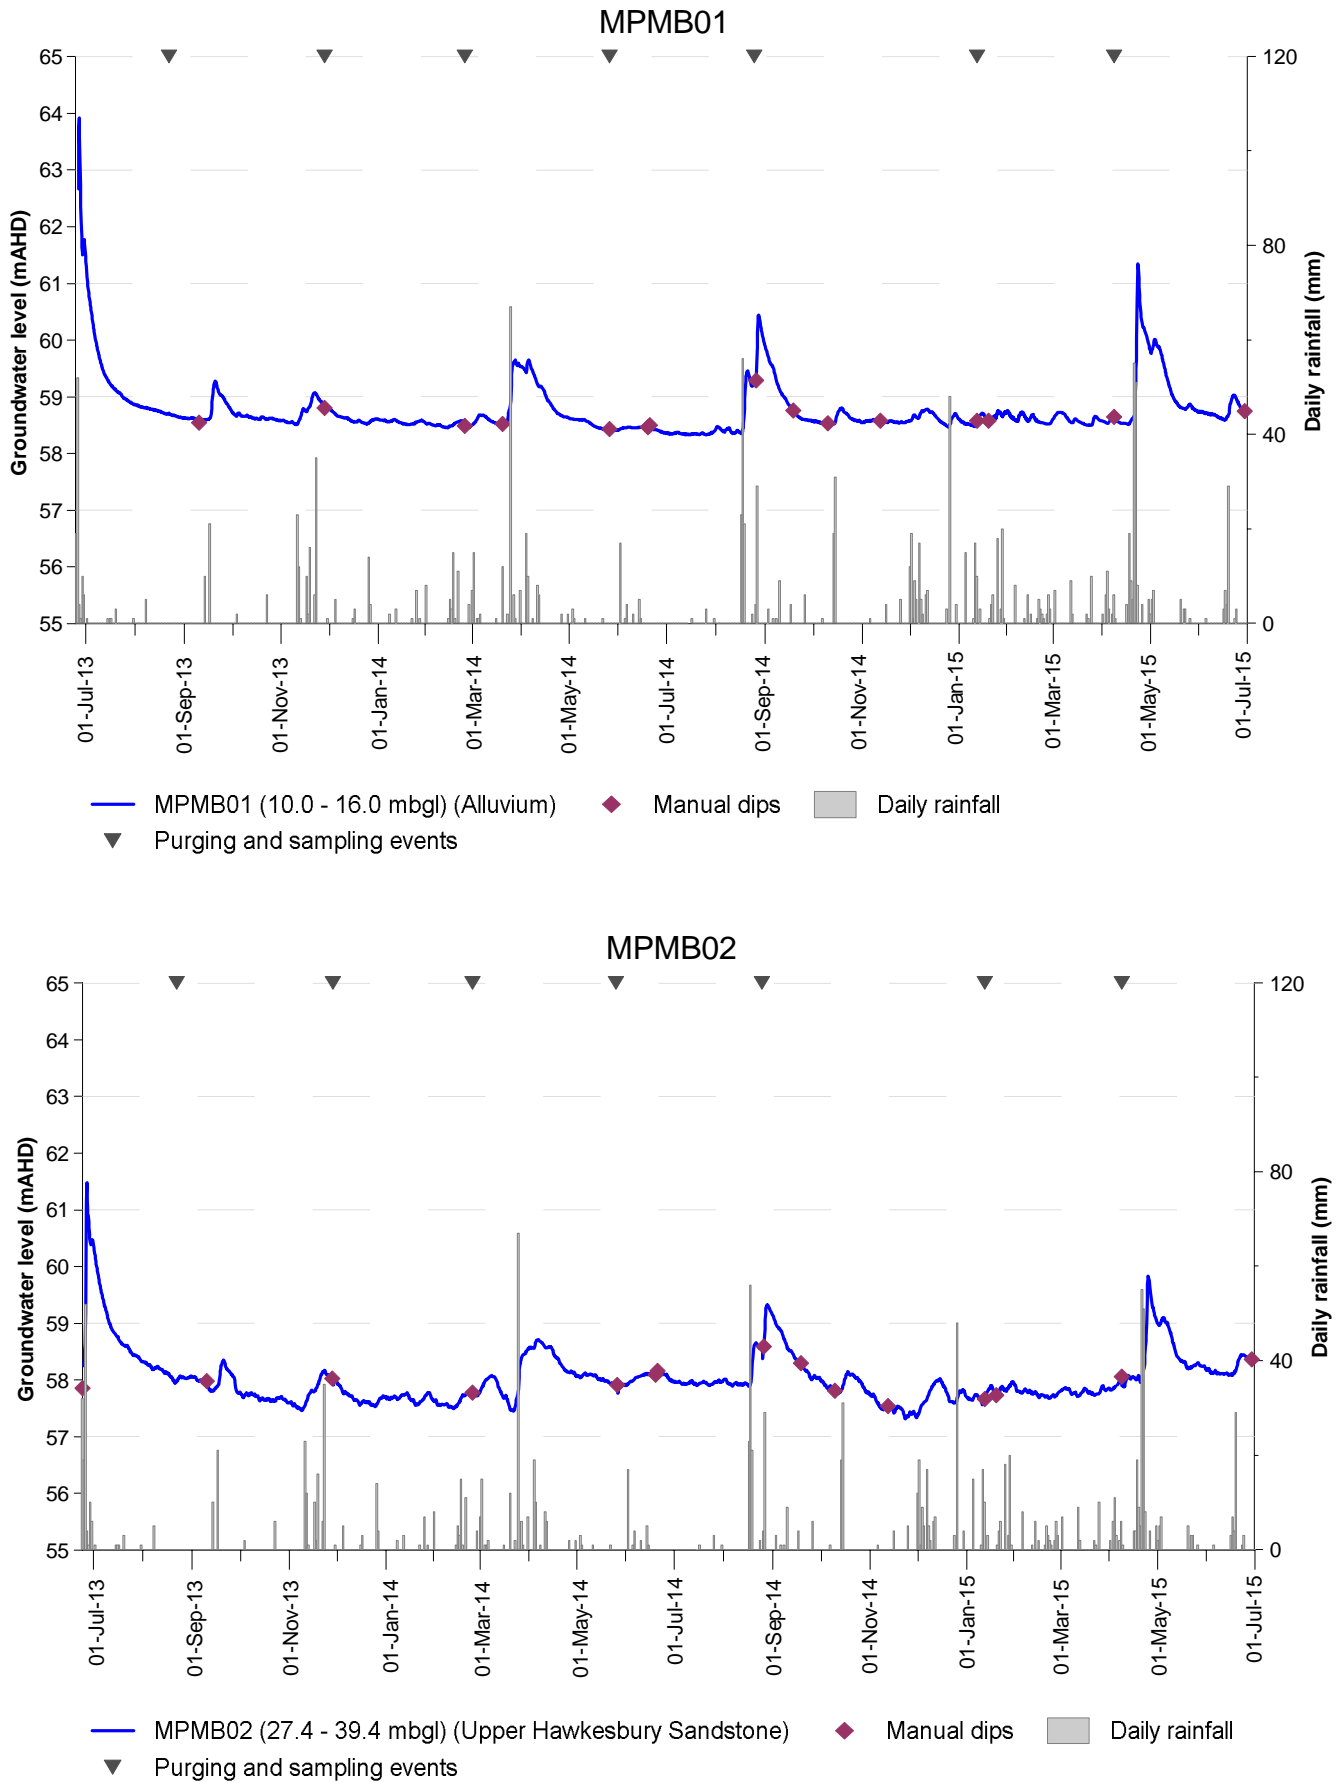 MPMB01
65
64
63
62
61
60
59
58
57
56
55
Groundwater level (mAHD)
120
80
40
0
Daily rainfall (mm)
01-Jul-13
01-Sep-13
01-Nov-13
01-Jan-14
01-Mar-14
01-May-14
01-Jul-14
01-Sep-14
01-Nov-14
01-Jan-15
01-Mar-15
01-May-15
01-Jul-15
MPMB01 (10.0 - 16.0 mbgl) (Alluvium) Manual dips Daily rainfall
Purging and sampling events
MPMB02
65
64
63
62
61
60
59
58
57
56
55
Groundwater level (mAHD)
120
80
40
0
Daily rainfall (mm)
01-Jul-13
01-Sep-13
01-Nov-13
01-Jan-14
01-Mar-14
01-May-14
01-Jul-14
01-Sep-14
01-Nov-14
01-Jan-15
01-Mar-15
01-May-15
01-Jul-15
MPMB02 (27.4 - 39.4 mbgl) (Upper Hawkesbury Sandstone) Manual dips Daily rainfall
Purging and sampling events